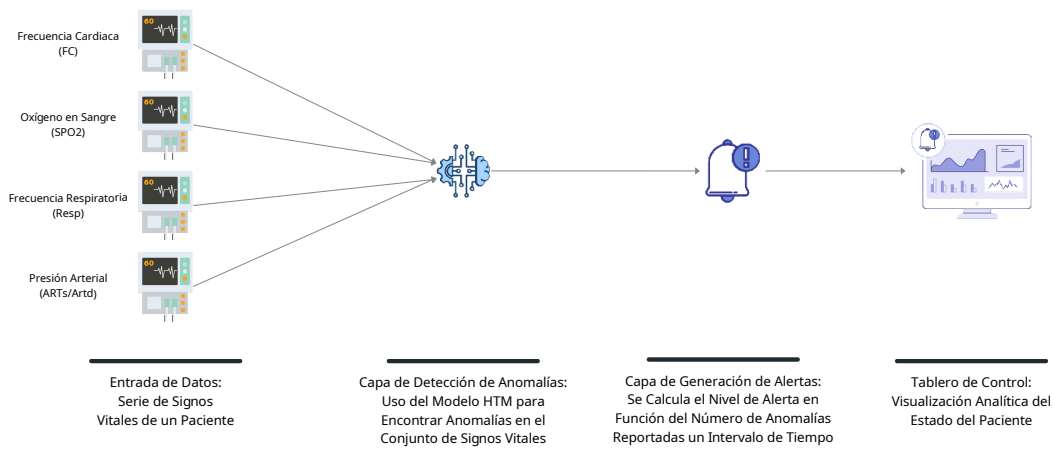 Frecuencia Cardiaca
(FC)
60
Oxígeno en Sangre
(SPO2)
60
Frecuencia Respiratoria
(Resp)
60
Presión Arterial
(ARTs/Artd)
60
Entrada de Datos:
Serie de Signos
Vitales de un Paciente
Capa de Detección de Anomalías:
Uso del Modelo HTM para
Encontrar Anomalías en el
Conjunto de Signos Vitales
Capa de Generación de Alertas:
Se Calcula el Nivel de Alerta en
Función del Número de Anomalías
Reportadas un Intervalo de Tiempo
Tablero de Control:
Visualización Analítica del
Estado del Paciente